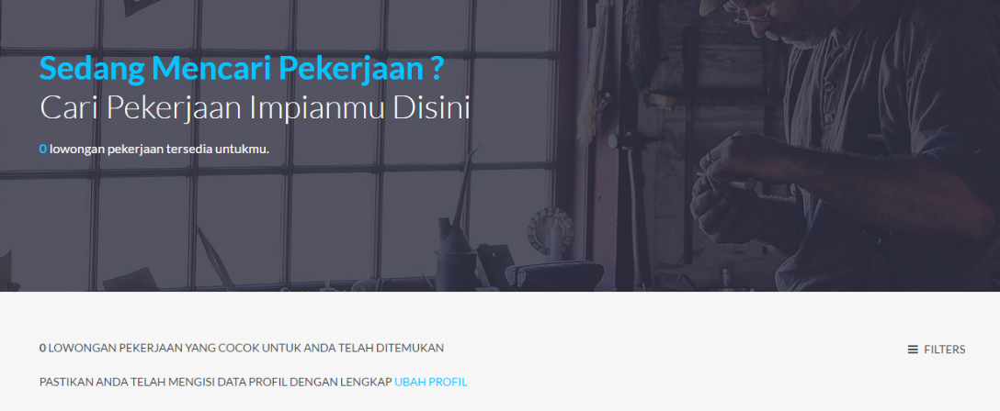 Sedang Mencari Pekerjaan ?
Cari Pekerjaan Impianmu Disini
0 lowongan pekerjaan tersedia untukmu.
0 LOWONGAN PEKERJAAN YANG COCOK UNTUK ANDA TELAH DITEMUKAN
FILTERS
PASTIKAN ANDA TELAH MENGISI DATA PROFIL DENGAN LENGKAP UBAH PROFIL